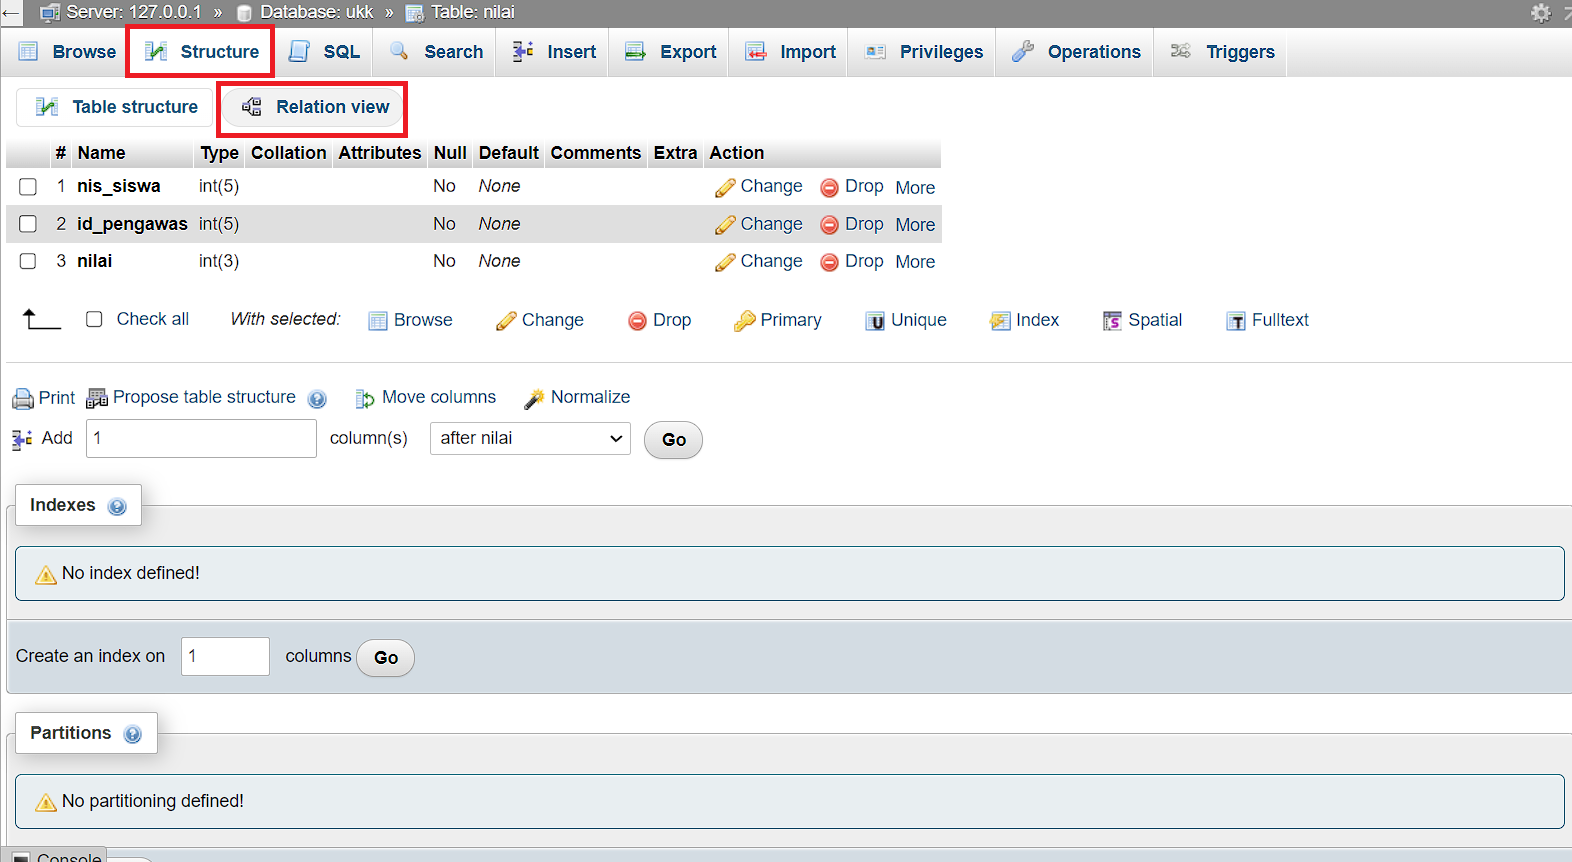 Server: 127.0.0.1 » Database: ukk » Table: nilai
Browse Structure SQL Search Insert Export Import Privileges Operations Triggers
Table structure Relation view
# Name Type Collation Attributes Null Default Comments Extra Action
1 nis_siswa int(5) No None Change Drop More
2 id_pengawas int(5) No None Change Drop More
3 nilai int(3) No None Change Drop More
Check all With selected: Browse Change Drop Primary Unique Index Spatial Fulltext
Print Propose table structure Move columns Normalize
Add 1 column(s) after nilai Go
Indexes
No index defined!
Create an index on 1 columns Go
Partitions
No partitioning defined!
Console